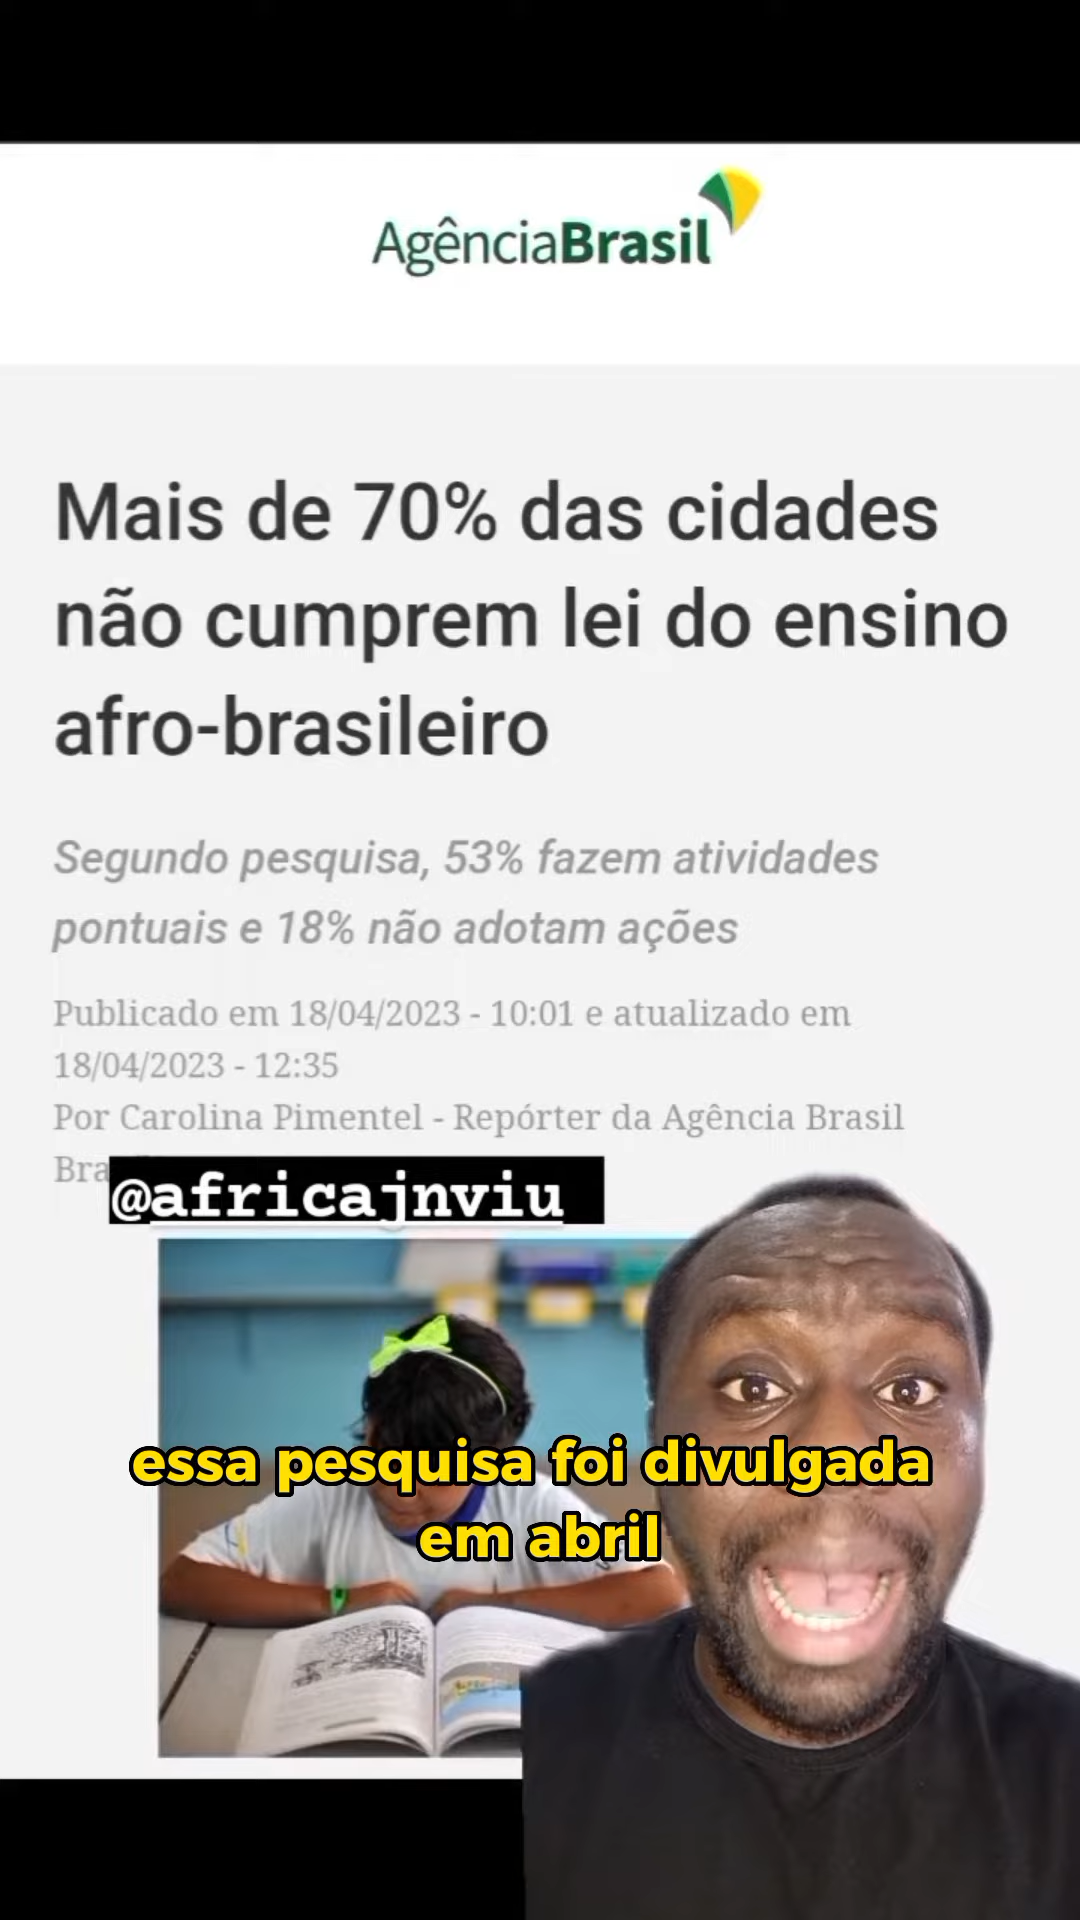 AgênciaBrasil
Mais de 70% das cidades
não cumprem lei do ensino
afro-brasileiro
Segundo pesquisa, 53% fazem atividades
pontuais e 18% não adotam ações
Publicado em 18/04/2023 - 10:01 e atualizado em
18/04/2023 - 12:35
Por Carolina Pimentel - Repórter da Agência Brasil
@africajnviu
essa pesquisa foi divulgada
em abril